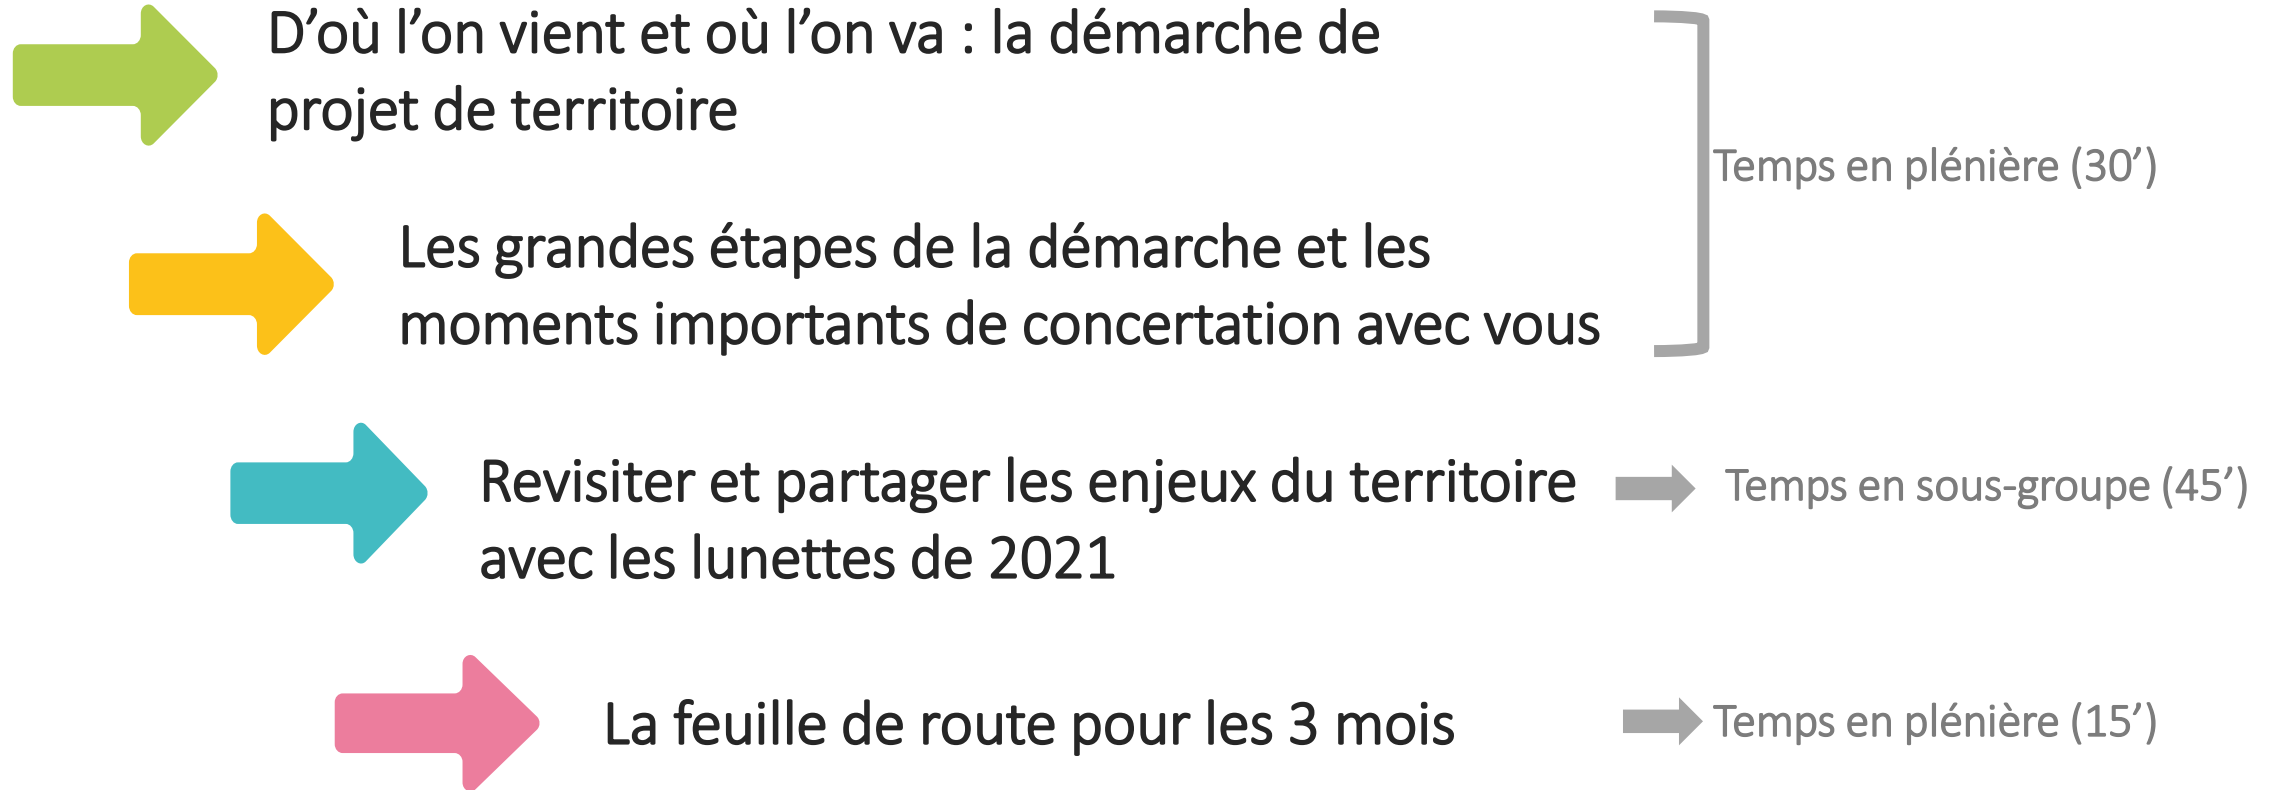 D’où l’on vient et où l’on va : la démarche de
projet de territoire
Temps en plénière (30’)
Les grandes étapes de la démarche et les
moments importants de concertation avec vous
Revisiter et partager les enjeux du territoire
avec les lunettes de 2021
Temps en sous-groupe (45’)
La feuille de route pour les 3 mois
Temps en plénière (15’)